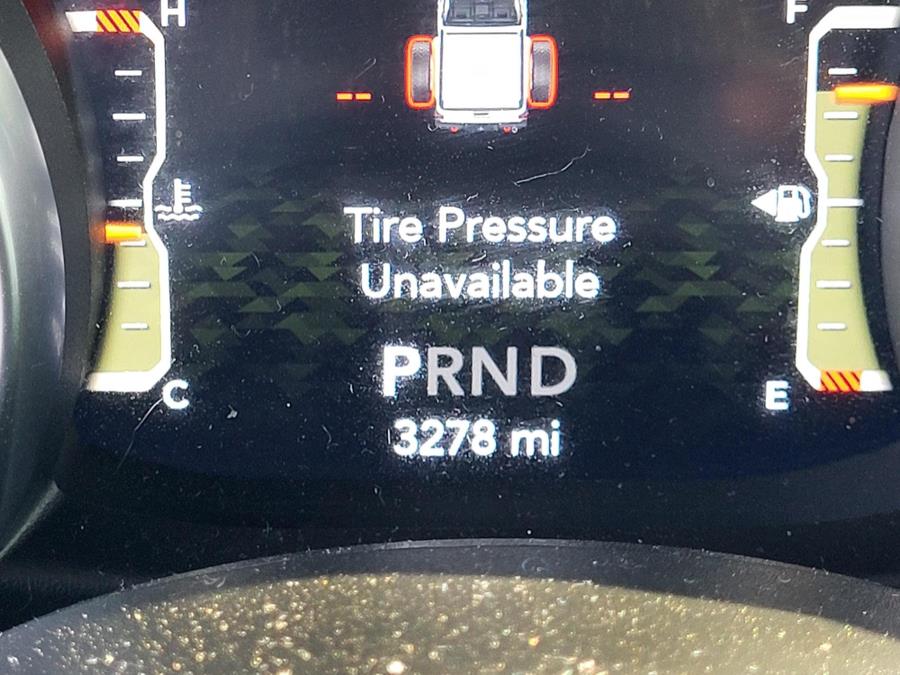 H
F
-- --
Tire Pressure
Unavailable
PRND
C
E
3278 mi